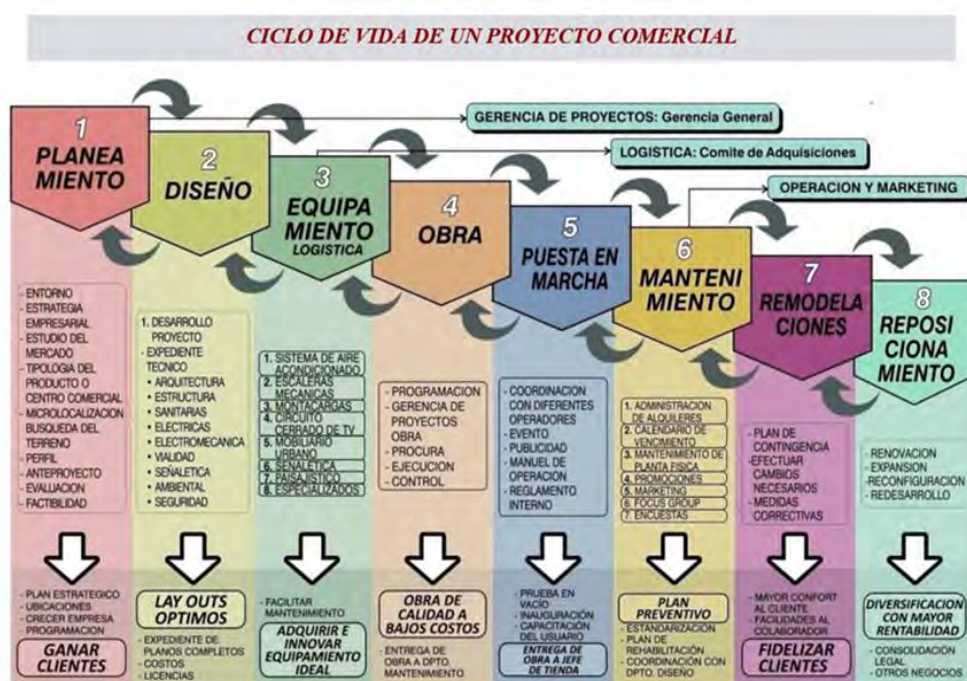 CICLO DE VIDA DE UN PROYECTO COMERCIAL
GERENCIA DE PROYECTOS: Gerencia General
LOGISTICA: Comite de Adquisiciones
OPERACION Y MARKETING
1
PLANEA
MIENTO
- ENTORNO
- ESTRATEGIA
EMPRESARIAL
- ESTUDIO DEL
MERCADO
- TIPOLOGIA DEL
PRODUCTO O
CENTRO COMERCIAL
- MICROLOCALIZACION
BUSQUEDA DEL
TERRENO
- PERFIL
- ANTEPROYECTO
- EVALUACION
- FACTIBILIDAD
- PLAN ESTRATEGICO
- UBICACIONES
- CRECER EMPRESA
- PROGRAMACION
GANAR
CLIENTES
2
DISEÑO
1. DESARROLLO
PROYECTO
- EXPEDIENTE
TECNICO
• ARQUITECTURA
• ESTRUCTURA
• SANITARIAS
• ELECTRICAS
• ELECTROMECANICA
• VIALIDAD
• SEÑALETICA
• AMBIENTAL
• SEGURIDAD
LAY OUTS
OPTIMOS
- EXPEDIENTE DE
PLANOS COMPLETOS
- COSTOS
- LICENCIAS
3
EQUIPA
MIENTO
LOGISTICA
1. SISTEMA DE AIRE
ACONDICIONADO
2. ESCALERAS
MECANICAS
3. MONTACARGAS
4. CIRCUITO
CERRADO DE TV
5. MOBILIARIO
URBANO
6. SEÑALETICA
7. PAISAJISTICO
8. ESPECIALIZADOS
- FACILITAR
MANTENIMIENTO
ADQUIRIR E
INNOVAR
EQUIPAMIENTO
IDEAL
4
OBRA
- PROGRAMACION
- GERENCIA DE
PROYECTOS
OBRA
- PROCURA
- EJECUCION
- CONTROL
OBRA DE
CALIDAD A
BAJOS COSTOS
- ENTREGA DE
OBRA A DPTO.
MANTENIMIENTO
5
PUESTA EN
MARCHA
- COORDINACION
CON DIFERENTES
OPERADORES
- EVENTO
- PUBLICIDAD
- MANUEL DE
OPERACION
- REGLAMENTO
INTERNO
- PRUEBA EN
VACÍO
- INAUGURACIÓN
- CAPACITACIÓN
DEL USUARIO
ENTREGA DE
OBRA A JEFE
DE TIENDA
6
MANTENI
MIENTO
1. ADMINISTRACION
DE ALQUILERES
2. CALENDARIO DE
VENCIMIENTO
3. MANTENIMIENTO DE
PLANTA FISICA
4. PROMOCIONES
5. MARKETING
6. FOCUS GROUP
7. ENCUESTAS
PLAN
PREVENTIVO
- ESTANDARIZACIÓN
- PLAN DE
REHABILITACIÓN
- COORDINACIÓN CON
DPTO. DISEÑO
7
REMODELA
CIONES
- PLAN DE
CONTINGENCIA
-EFECTUAR
CAMBIOS
NECESARIOS
- MEDIDAS
CORRECTIVAS
- MAYOR CONFORT
AL CLIENTE
- FACILIDADES AL
COLABORADOR
FIDELIZAR
CLIENTES
8
REPOSI
CIONA
MIENTO
- RENOVACION
- EXPANSION
-RECONFIGURACION
- REDESARROLLO
DIVERSIFICACION
CON MAYOR
RENTABILIDAD
- CONSOLIDACIÓN
LEGAL
- OTROS NEGOCIOS